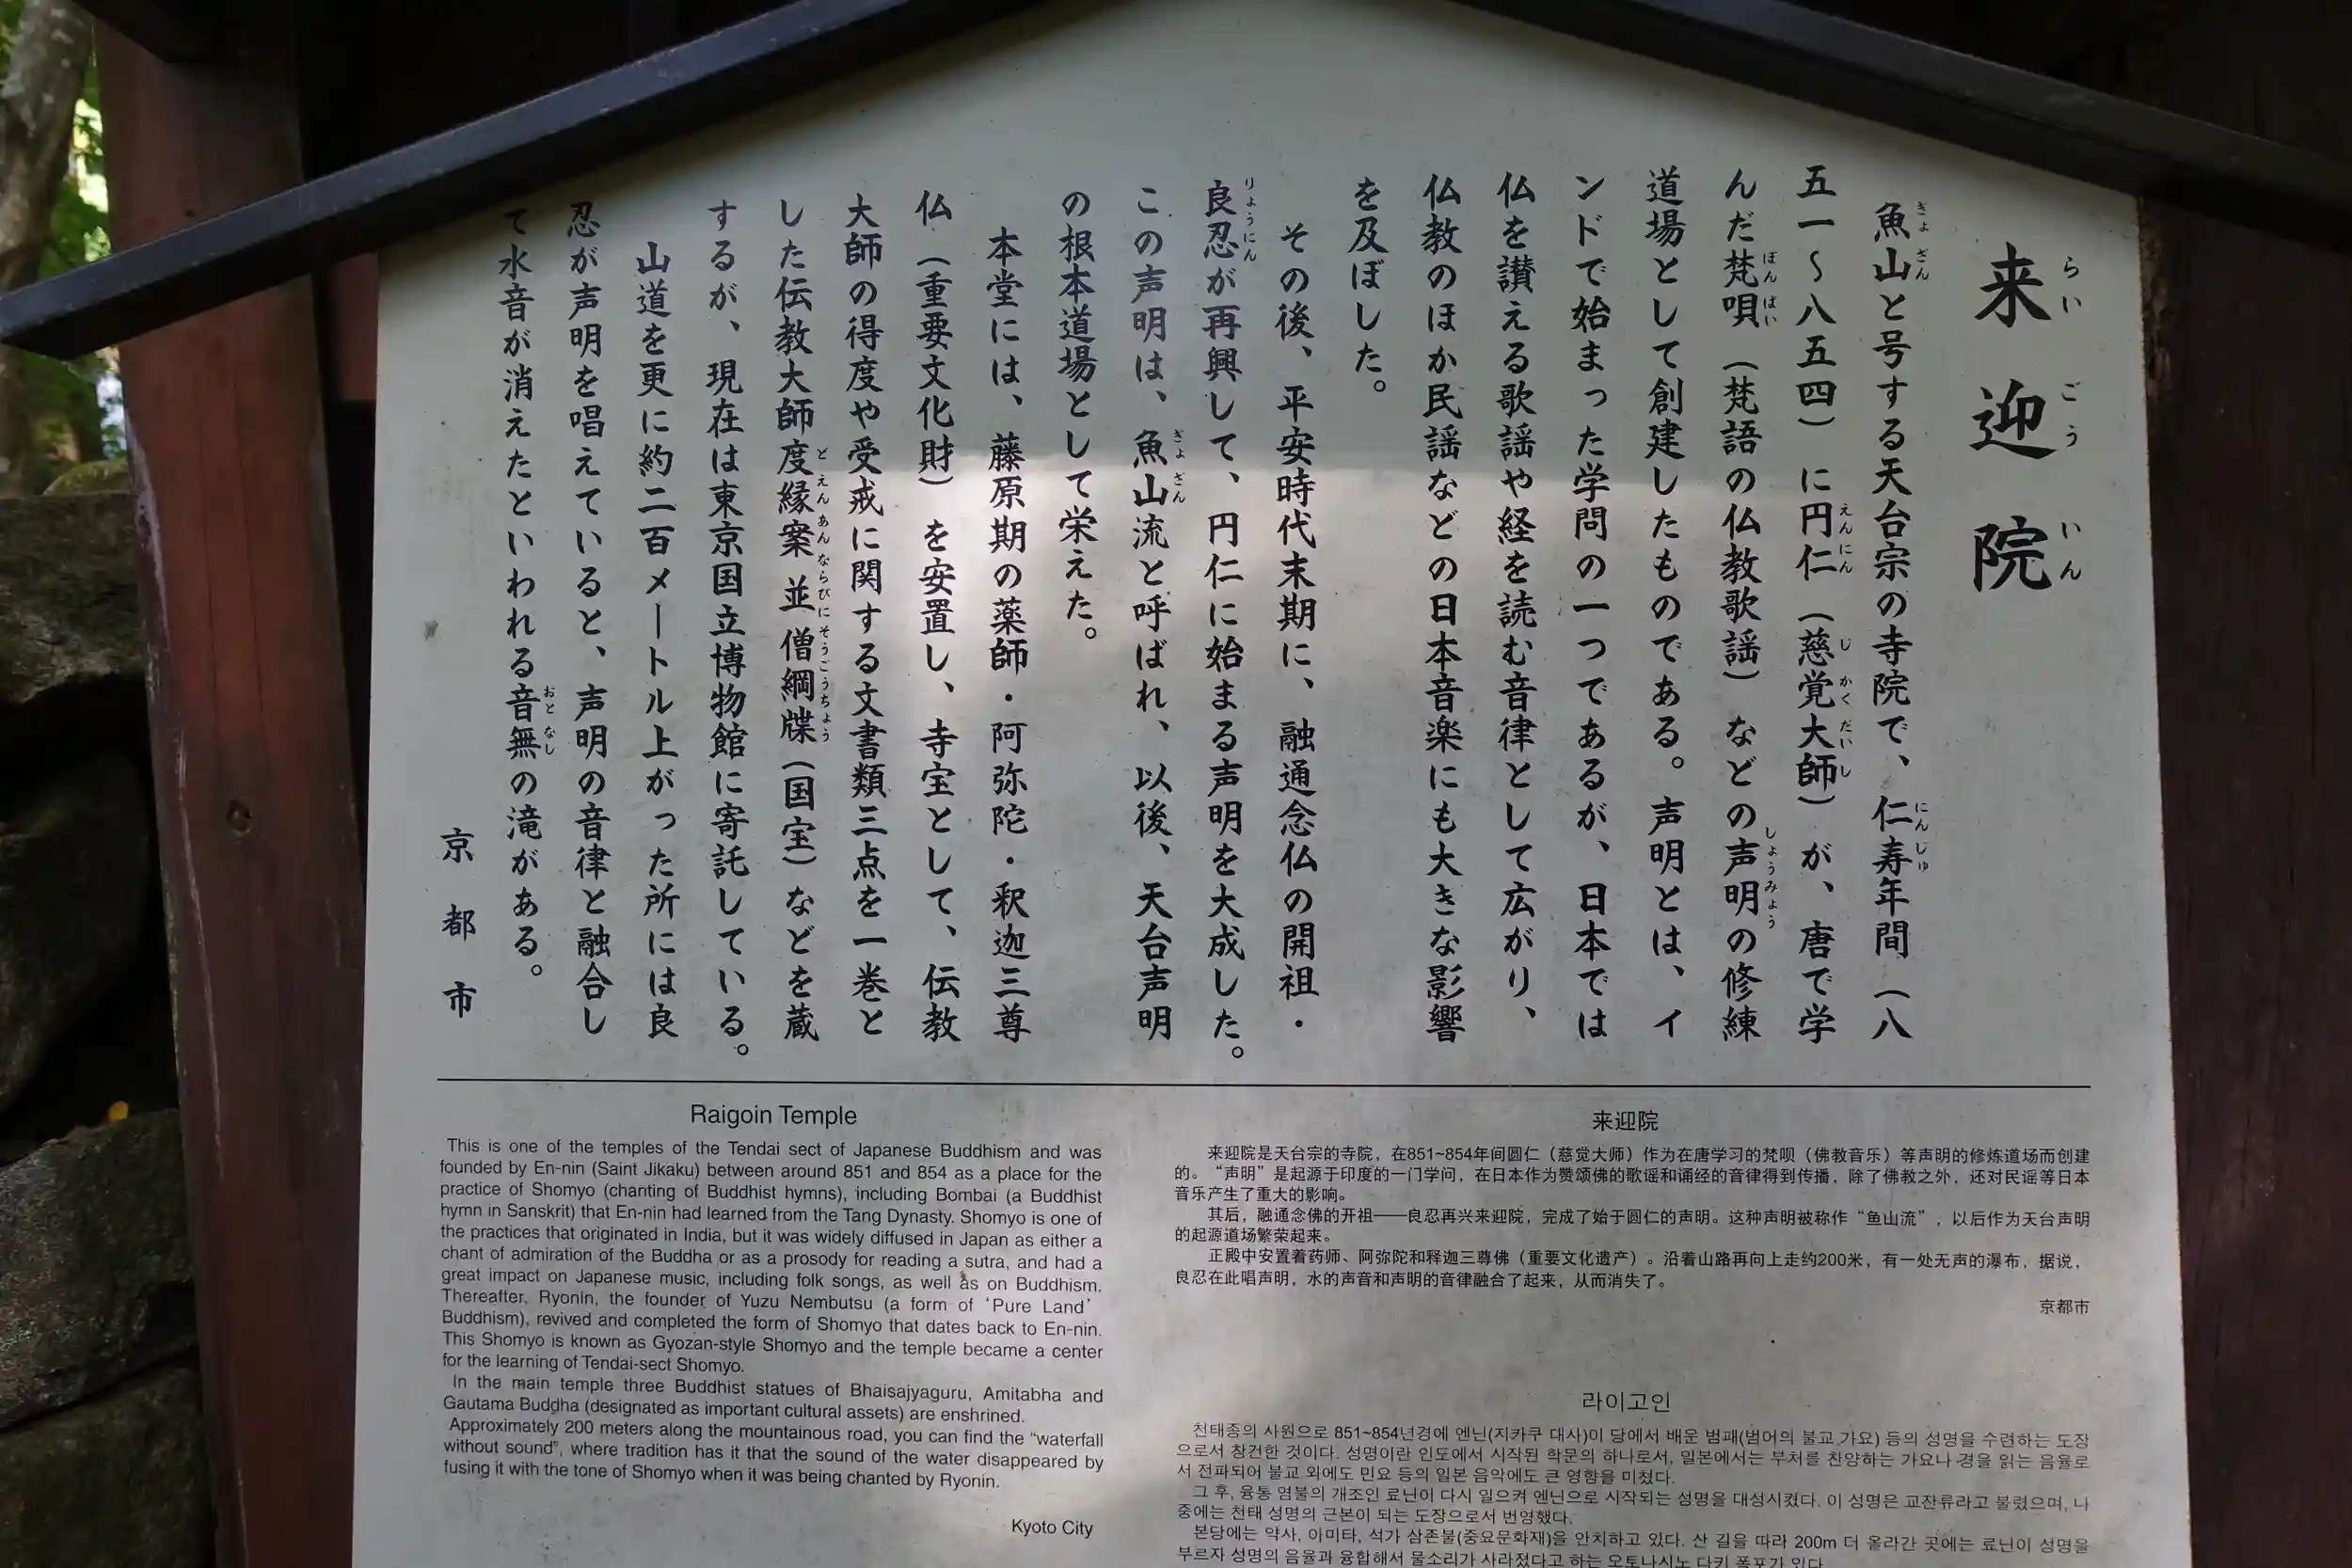 来迎院
魚山と号する天台宗の寺院で、仁寿年間（八
五一～八五四）に円仁（慈覚大師）が、唐で学
んだ梵唄（梵語の仏教歌謡）などの声明の修練
道場として創建したものである。声明とは、イ
ンドで始まった学問の一つであるが、日本では
仏を讃える歌謡や経を読む音律として広がり、
仏教のほか民謡などの日本音楽にも大きな影響
を及ぼした。
その後、平安時代末期に、融通念仏の開祖・
良忍が再興して、円仁に始まる声明を大成した。
この声明は、魚山流と呼ばれ、以後、天台声明
の根本道場として栄えた。
本堂には、藤原期の薬師・阿弥陀・釈迦三尊
仏（重要文化財）を安置し、寺宝として、伝教
大師の得度や受戒に関する文書類三点を一巻と
した伝教大師度縁案並僧綱牒（国宝）などを蔵
するが、現在は東京国立博物館に寄託している。
山道を更に約二百メートル上がった所には良
忍が声明を唱えていると、声明の音律と融合し
て水音が消えたといわれる音無の滝がある。
京都市
Raigoin Temple
This is one of the temples of the Tendai sect of Japanese Buddhism and was
founded by En-nin (Saint Jikaku) between around 851 and 854 as a place for the
practice of Shomyo (chanting of Buddhist hymns), including Bombai (a Buddhist
hymn in Sanskrit) that En-nin had learned from the Tang Dynasty. Shomyo is one of
the practices that originated in India, but it was widely diffused in Japan as either a
chant of admiration of the Buddha or as a prosody for reading a sutra, and had a
great impact on Japanese music, including folk songs, as well as on Buddhism.
Thereafter, Ryonin, the founder of Yuzu Nembutsu (a form of ‘Pure Land’
Buddhism), revived and completed the form of Shomyo that dates back to En-nin.
This Shomyo is known as Gyozan-style Shomyo and the temple became a center
for the learning of Tendai-sect Shomyo.
In the main temple three Buddhist statues of Bhaisajyaguru, Amitabha and
Gautama Buddha (designated as important cultural assets) are enshrined.
Approximately 200 meters along the mountainous road, you can find the “waterfall
without sound”, where tradition has it that the sound of the water disappeared by
fusing it with the tone of Shomyo when it was being chanted by Ryonin.
Kyoto City
来迎院
来迎院是天台宗的寺院，在851~854年间圆仁（慈觉大师）作为在唐学习的梵呗（佛教音乐）等声明的修炼道场而创建
的。“声明”是起源于印度的一门学问，在日本作为赞颂佛的歌谣和诵经的音律得到传播，除了佛教之外，还对民谣等日本
音乐产生了重大的影响。
其后，融通念佛的开祖——良忍再兴来迎院，完成了始于圆仁的声明。这种声明被称作“鱼山流”，以后作为天台声明
的起源道场繁荣起来。
正殿中安置着药师、阿弥陀和释迦三尊佛（重要文化遗产）。沿着山路再向上走约200米，有一处无声的瀑布，据说，
良忍在此唱声明，水的声音和声明的音律融合了起来，从而消失了。
京都市
라이고인
천태종의 사원으로 851~854년경에 엔닌(지카쿠 대사)이 당에서 배운 범패(범어의 불교 가요) 등의 성명을 수련하는 도장
으로서 창건한 것이다. 성명이란 인도에서 시작된 학문의 하나로서, 일본에서는 부처를 찬양하는 가요나 경을 읽는 음율로
서 전파되어 불교 외에도 민요 등의 일본 음악에도 큰 영향을 미쳤다.
그 후, 융통 염불의 개조인 료닌이 다시 일으켜 엔닌으로 시작되는 성명을 대성시켰다. 이 성명은 교잔류라고 불렸으며, 나
중에는 천태 성명의 근본이 되는 도장으로서 번영했다.
본당에는 약사, 아미타, 석가 삼존불(중요문화재)을 안치하고 있다. 산 길을 따라 200m 더 올라간 곳에는 료닌이 성명을
부르자 성명의 음율과 융합해서 물소리가 사라졌다고 하는 오토나시노 다키 폭포가 있다.